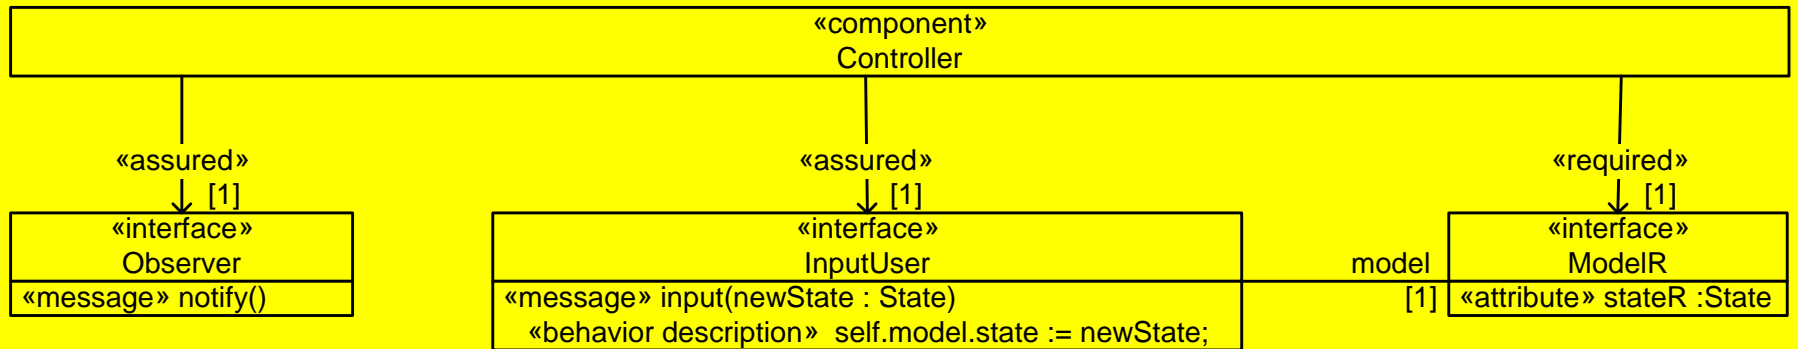 «component»
Controller
«assured»
[1]
«assured»
[1]
«required»
[1]
«interface»
Observer
«message» notify()
«interface»
InputUser
«message» input(newState : State)
«behavior description» self.model.state := newState;
model
[1]
«interface»
ModelR
«attribute» stateR :State